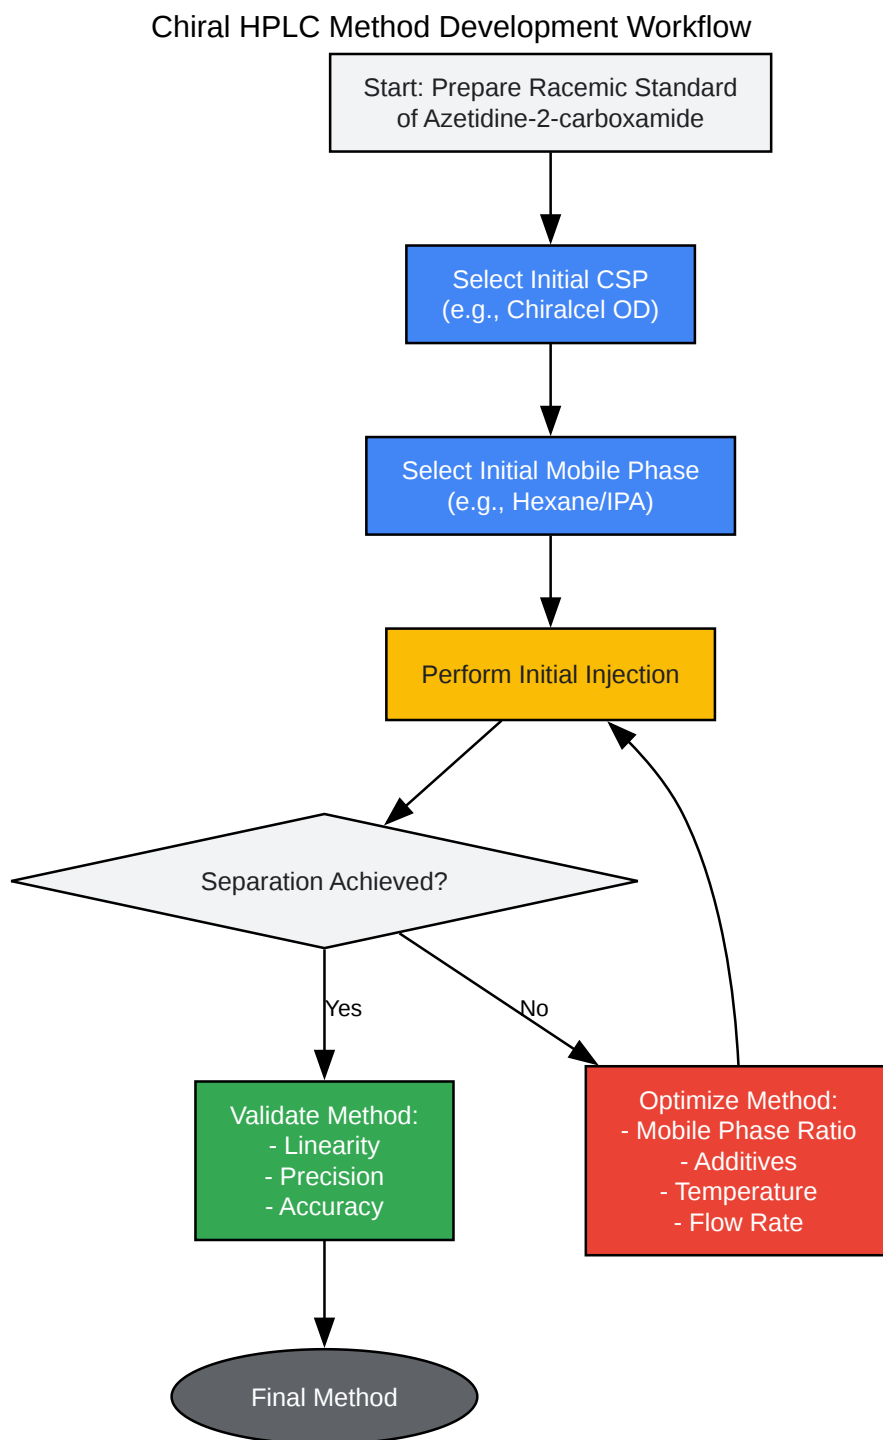 Chiral HPLC Method Development Workflow
Start: Prepare Racemic Standard
of Azetidine-2-carboxamide
Select Initial CSP
(e.g., Chiralcel OD)
Select Initial Mobile Phase
(e.g., Hexane/IPA)
Perform Initial Injection
Separation Achieved?
Yes
No
Validate Method:
- Linearity
- Precision
- Accuracy
Optimize Method:
- Mobile Phase Ratio
- Additives
- Temperature
- Flow Rate
Final Method